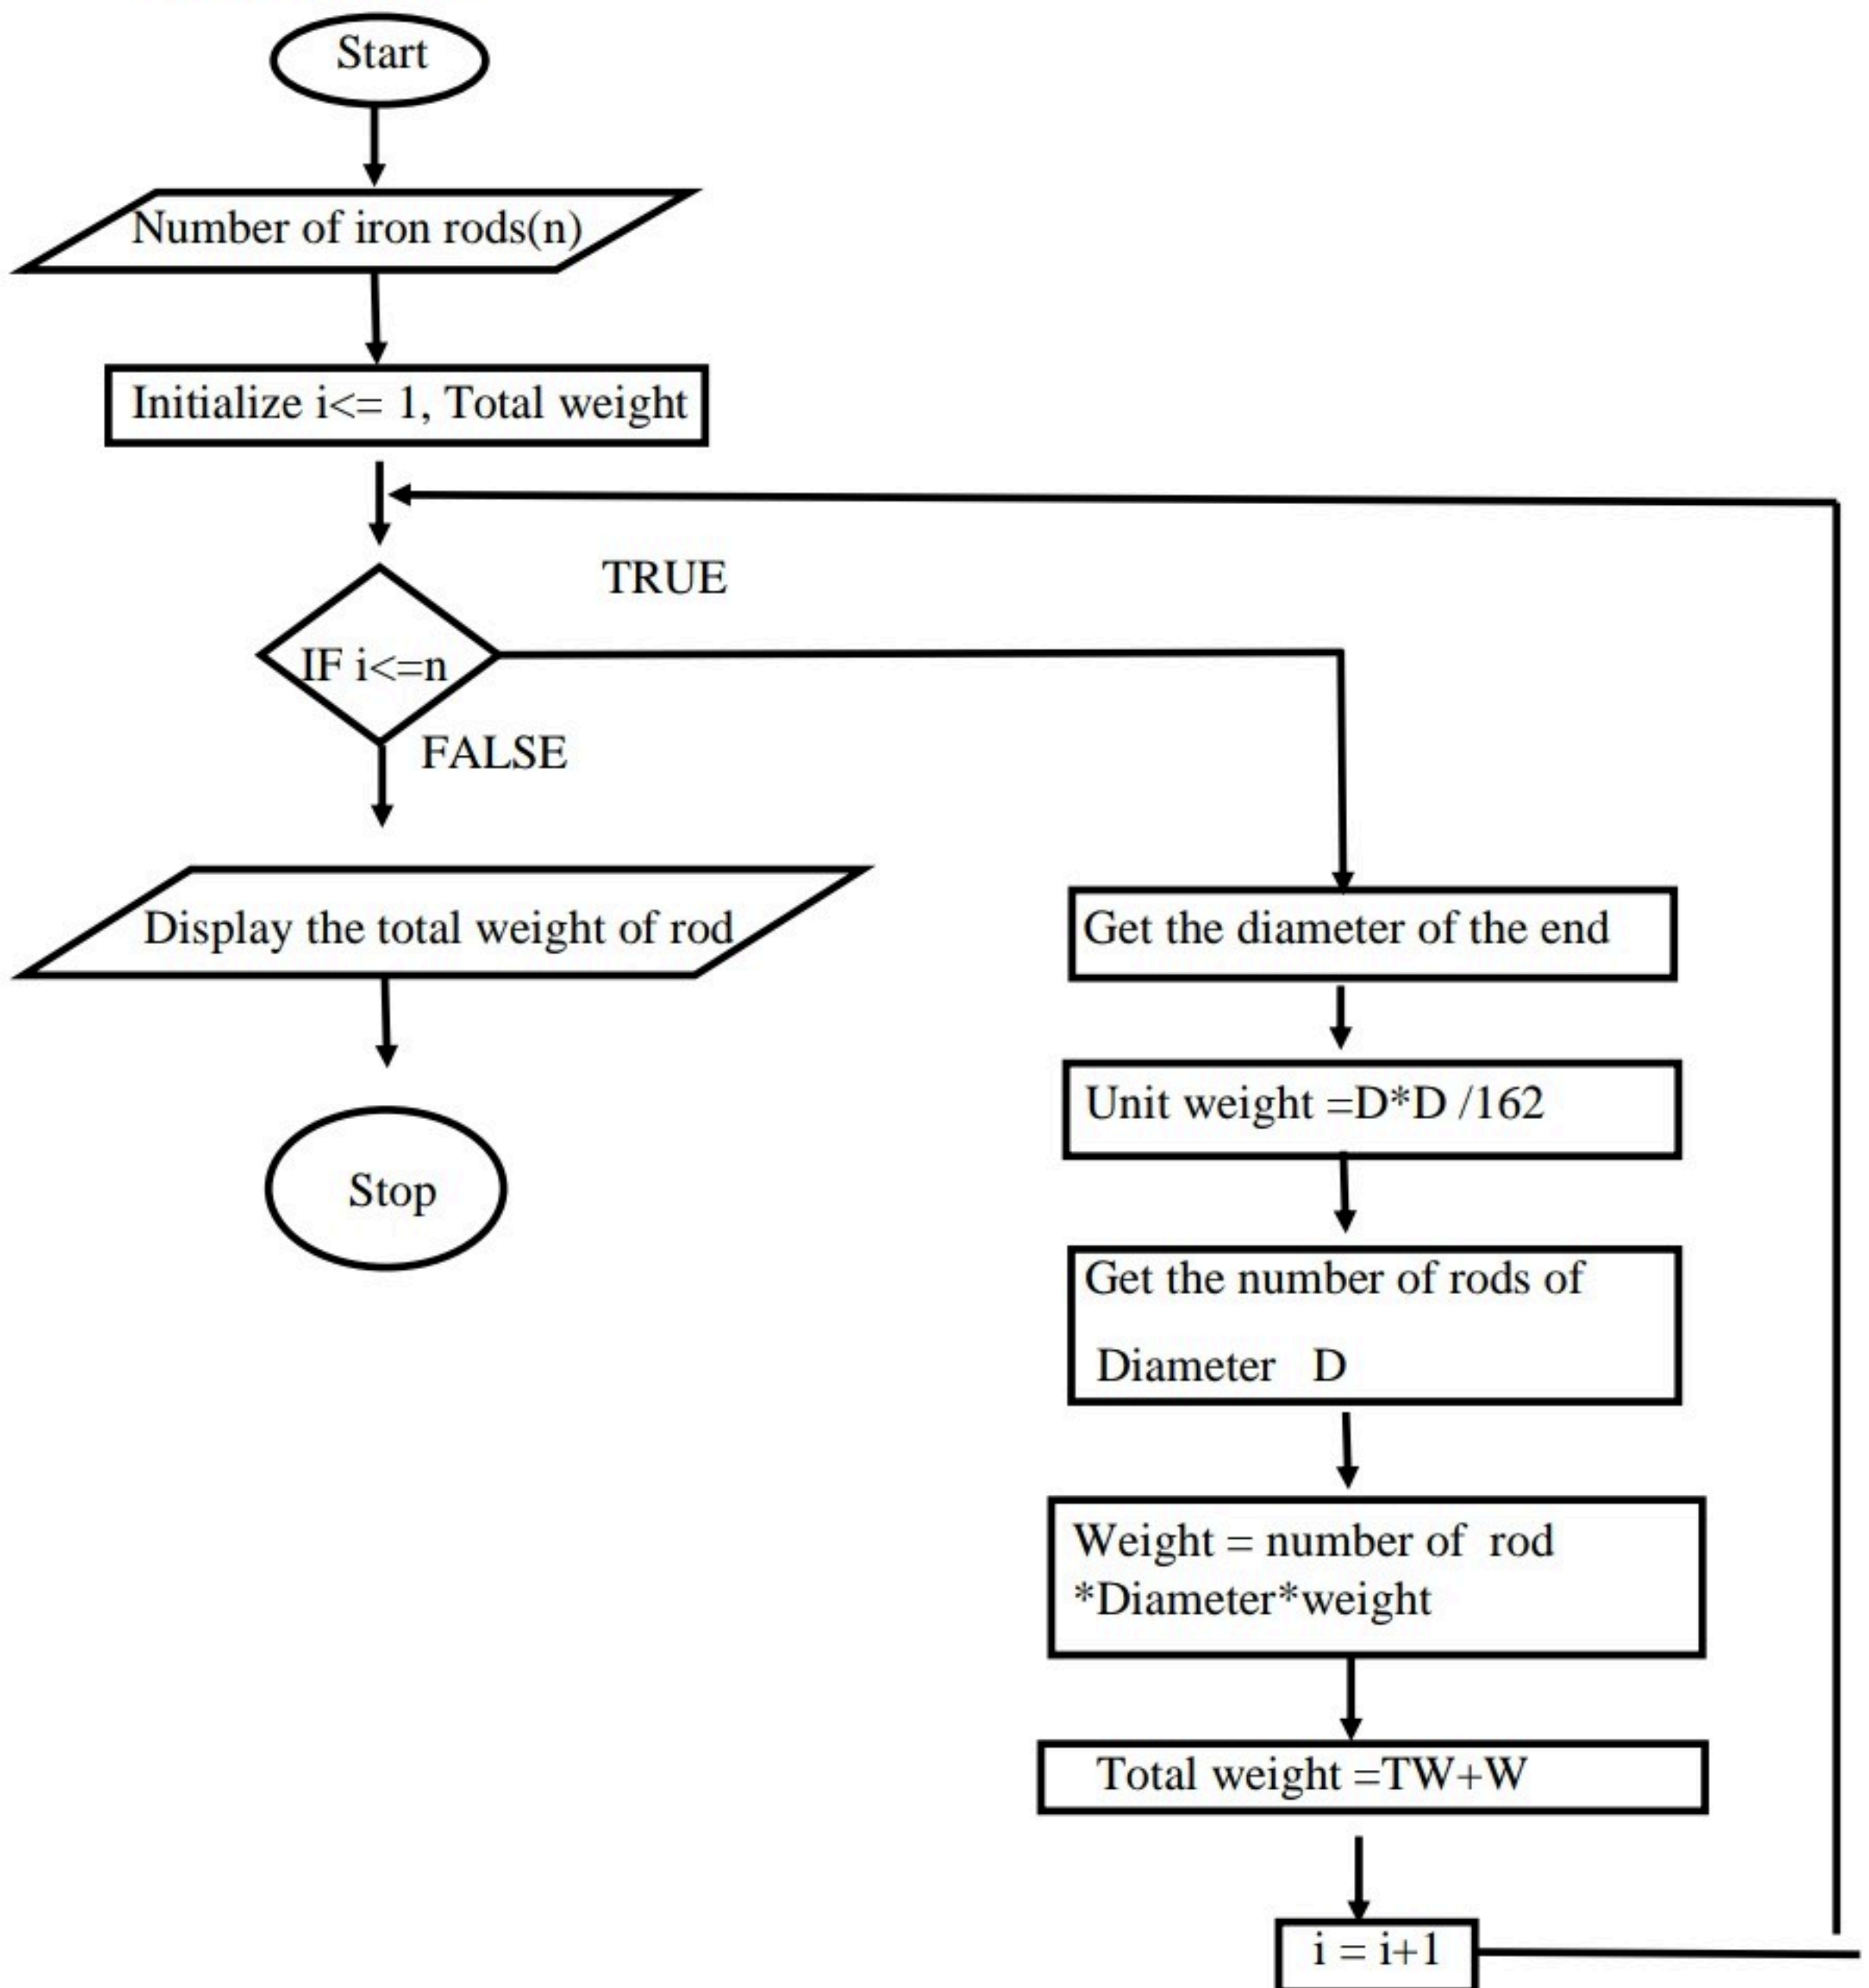 Start
Number of iron rods(n)
Initialize i<= 1, Total weight
TRUE
IF i<=n
FALSE
Display the total weight of rod
Stop
Get the diameter of the end
Unit weight =D*D /162
Get the number of rods of
Diameter D
Weight = number of rod
*Diameter*weight
Total weight =TW+W
i = i+1